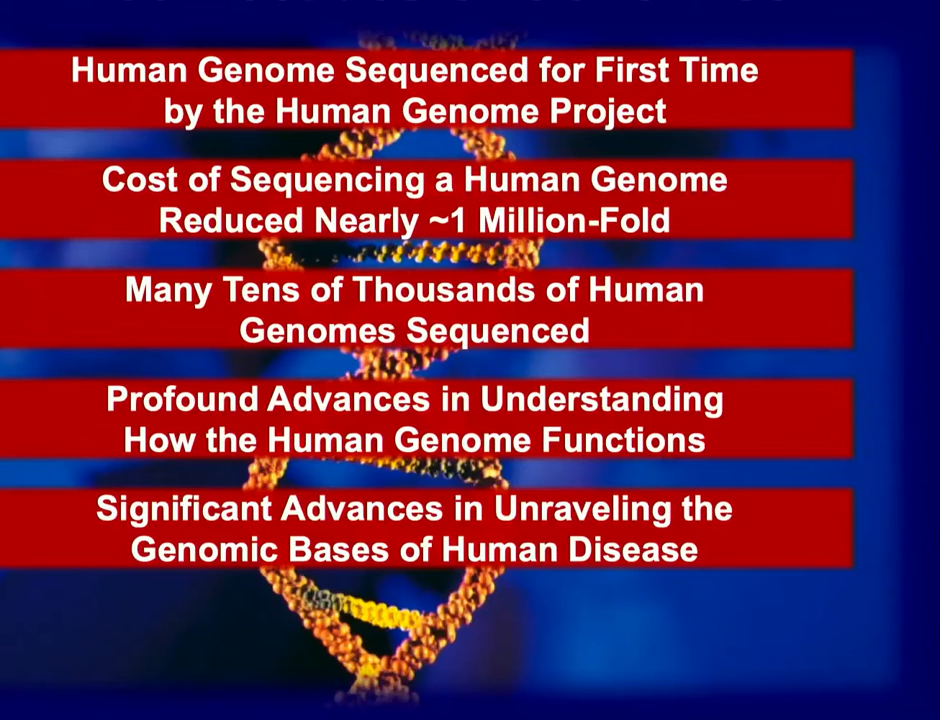 Human Genome Sequenced for First Time
by the Human Genome Project
Cost of Sequencing a Human Genome
Reduced Nearly ~1 Million-Fold
Many Tens of Thousands of Human
Genomes Sequenced
Profound Advances in Understanding
How the Human Genome Functions
Significant Advances in Unraveling the
Genomic Bases of Human Disease